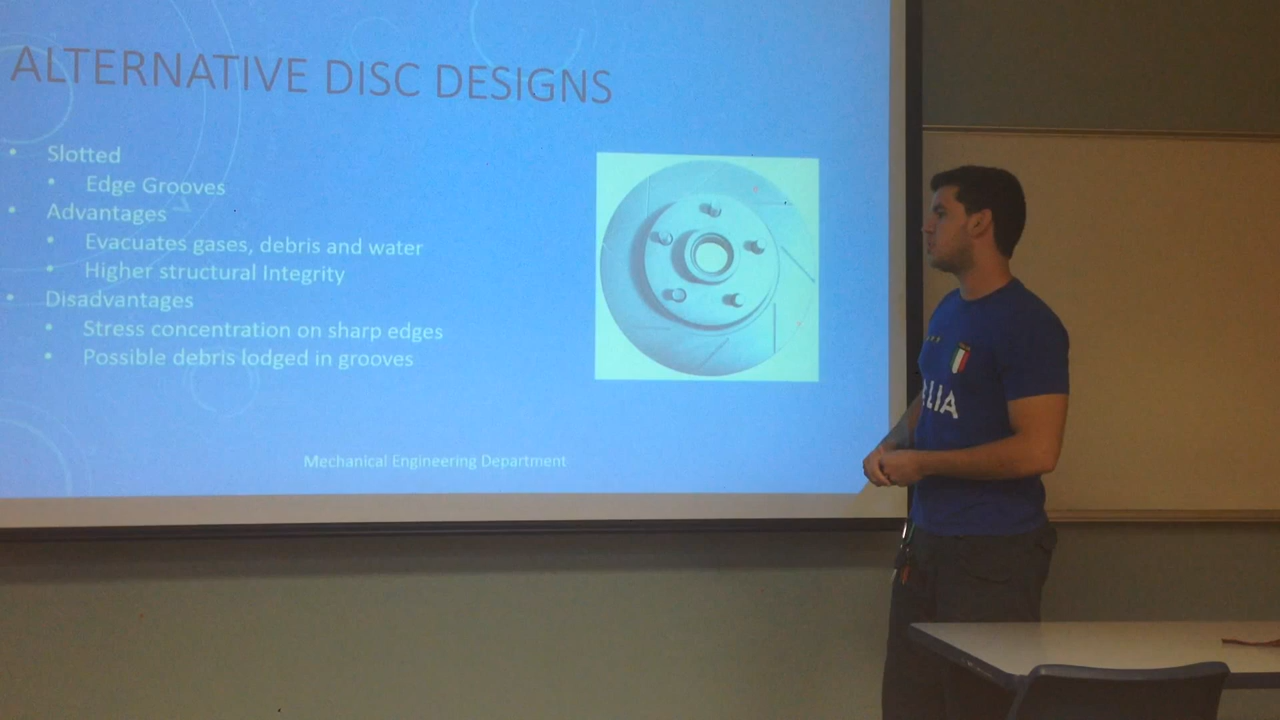 ALTERNATIVE DISC DESIGNS
• Slotted
• Edge Grooves
• Advantages
• Evacuates gases, debris and water
• Higher structural Integrity
• Disadvantages
• Stress concentration on sharp edges
• Possible debris lodged in grooves
Mechanical Engineering Department
LIA